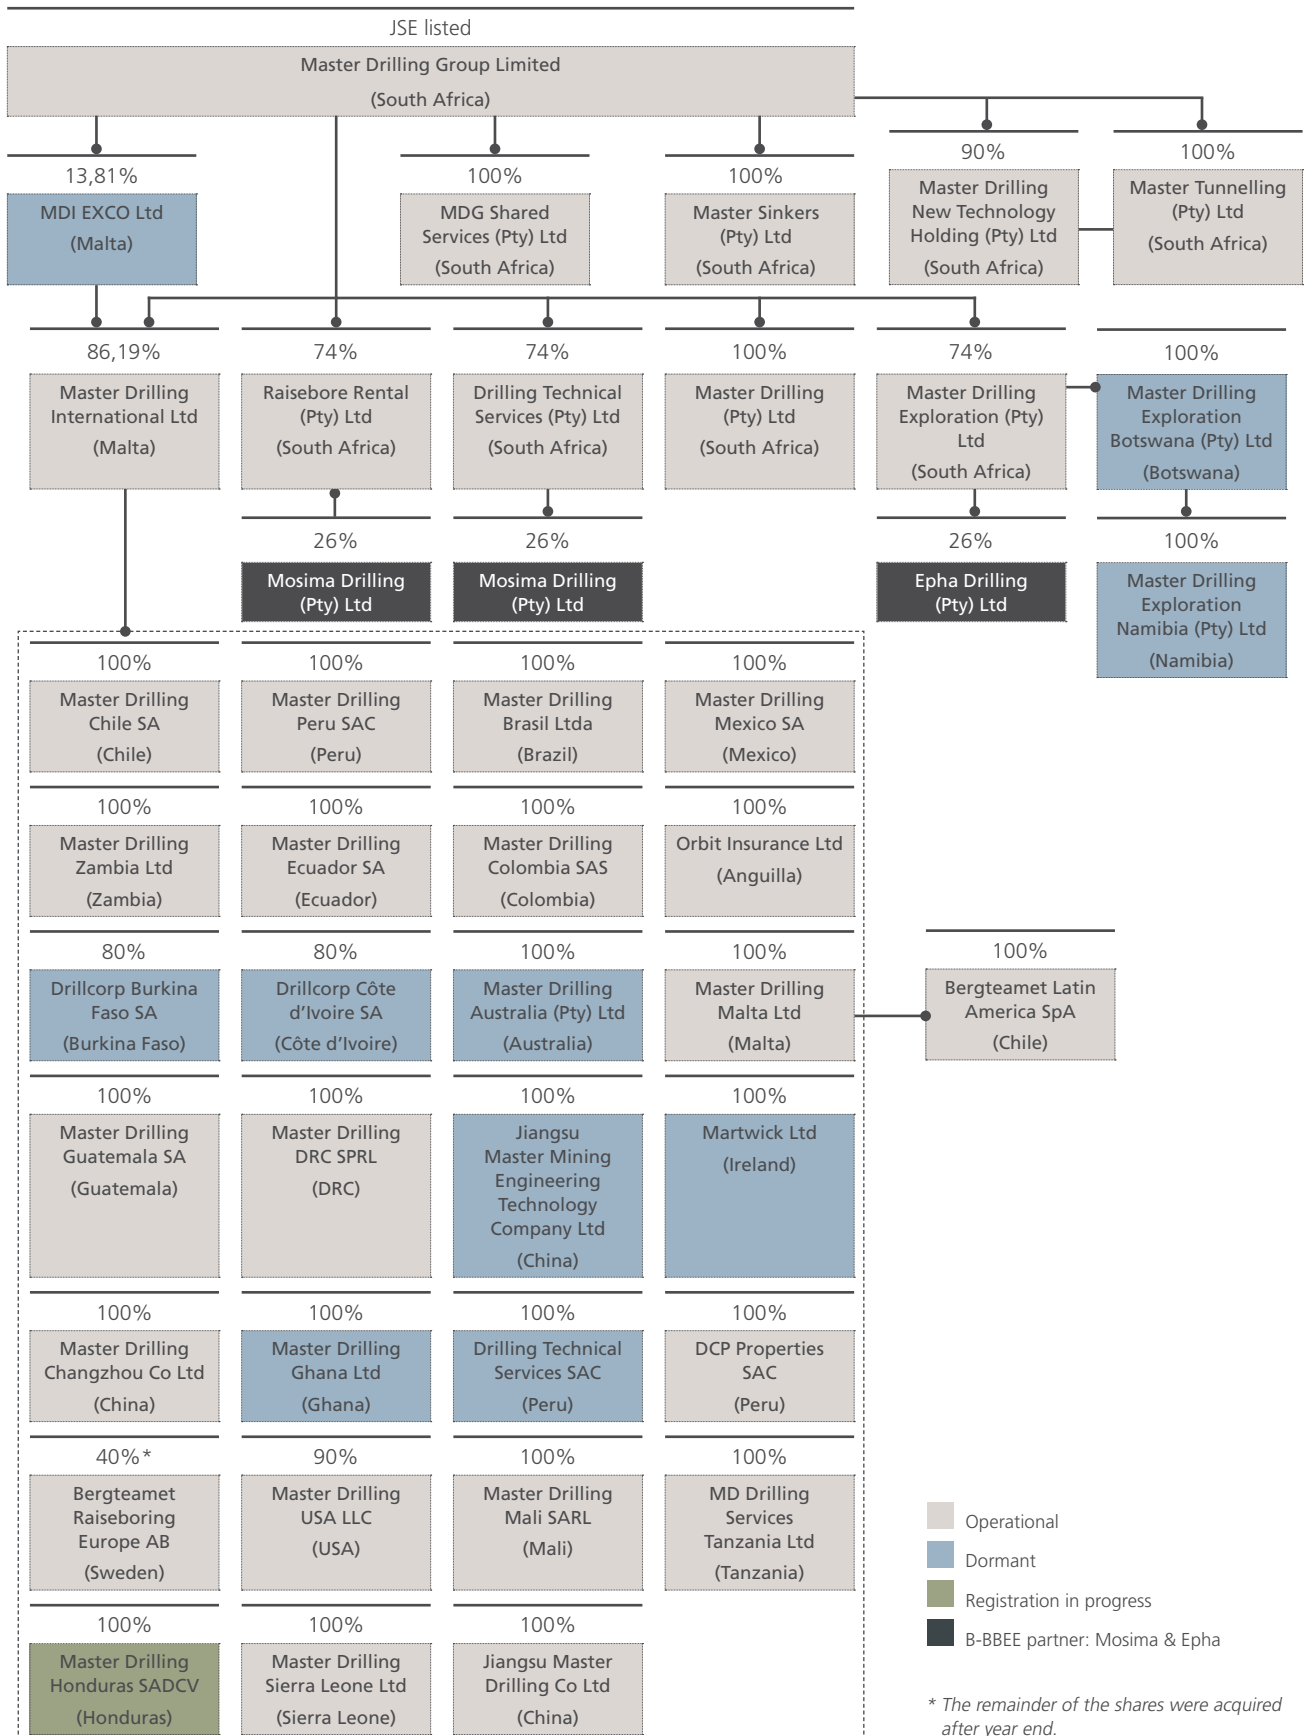 JSE listed
Master Drilling Group Limited
(South Africa)
13,81%
MDI EXCO Ltd
(Malta)
100%
MDG Shared
Services (Pty) Ltd
(South Africa)
100%
Master Sinkers
(Pty) Ltd
(South Africa)
90%
Master Drilling
New Technology
Holding (Pty) Ltd
(South Africa)
100%
Master Tunnelling
(Pty) Ltd
(South Africa)
86,19%
Master Drilling
International Ltd
(Malta)
74%
Raisebore Rental
(Pty) Ltd
(South Africa)
74%
Drilling Technical
Services (Pty) Ltd
(South Africa)
100%
Master Drilling
(Pty) Ltd
(South Africa)
74%
Master Drilling
Exploration (Pty)
Ltd
(South Africa)
100%
Master Drilling
Exploration
Botswana (Pty) Ltd
(Botswana)
26%
Mosima Drilling
(Pty) Ltd
26%
Mosima Drilling
(Pty) Ltd
26%
Epha Drilling
(Pty) Ltd
100%
Master Drilling
Exploration
Namibia (Pty) Ltd
(Namibia)
100%
Master Drilling
Chile SA
(Chile)
100%
Master Drilling
Peru SAC
(Peru)
100%
Master Drilling
Brasil Ltda
(Brazil)
100%
Master Drilling
Mexico SA
(Mexico)
100%
Master Drilling
Zambia Ltd
(Zambia)
100%
Master Drilling
Ecuador SA
(Ecuador)
100%
Master Drilling
Colombia SAS
(Colombia)
100%
Orbit Insurance Ltd
(Anguilla)
80%
Drillcorp Burkina
Faso SA
(Burkina Faso)
80%
Drillcorp Côte
d'Ivoire SA
(Côte d'Ivoire)
100%
Master Drilling
Australia (Pty) Ltd
(Australia)
100%
Master Drilling
Malta Ltd
(Malta)
100%
Bergteamet Latin
America SpA
(Chile)
100%
Master Drilling
Guatemala SA
(Guatemala)
100%
Master Drilling
DRC SPRL
(DRC)
100%
Jiangsu
Master Mining
Engineering
Technology
Company Ltd
(China)
100%
Martwick Ltd
(Ireland)
100%
Master Drilling
Changzhou Co Ltd
(China)
100%
Master Drilling
Ghana Ltd
(Ghana)
100%
Drilling Technical
Services SAC
(Peru)
100%
DCP Properties
SAC
(Peru)
40%*
Bergteamet
Raiseboring
Europe AB
(Sweden)
90%
Master Drilling
USA LLC
(USA)
100%
Master Drilling
Mali SARL
(Mali)
100%
MD Drilling
Services
Tanzania Ltd
(Tanzania)
100%
Master Drilling
Honduras SADCV
(Honduras)
100%
Master Drilling
Sierra Leone Ltd
(Sierra Leone)
100%
Jiangsu Master
Drilling Co Ltd
(China)
Operational
Dormant
Registration in progress
B-BBEE partner: Mosima & Epha
* The remainder of the shares were acquired
after year end.